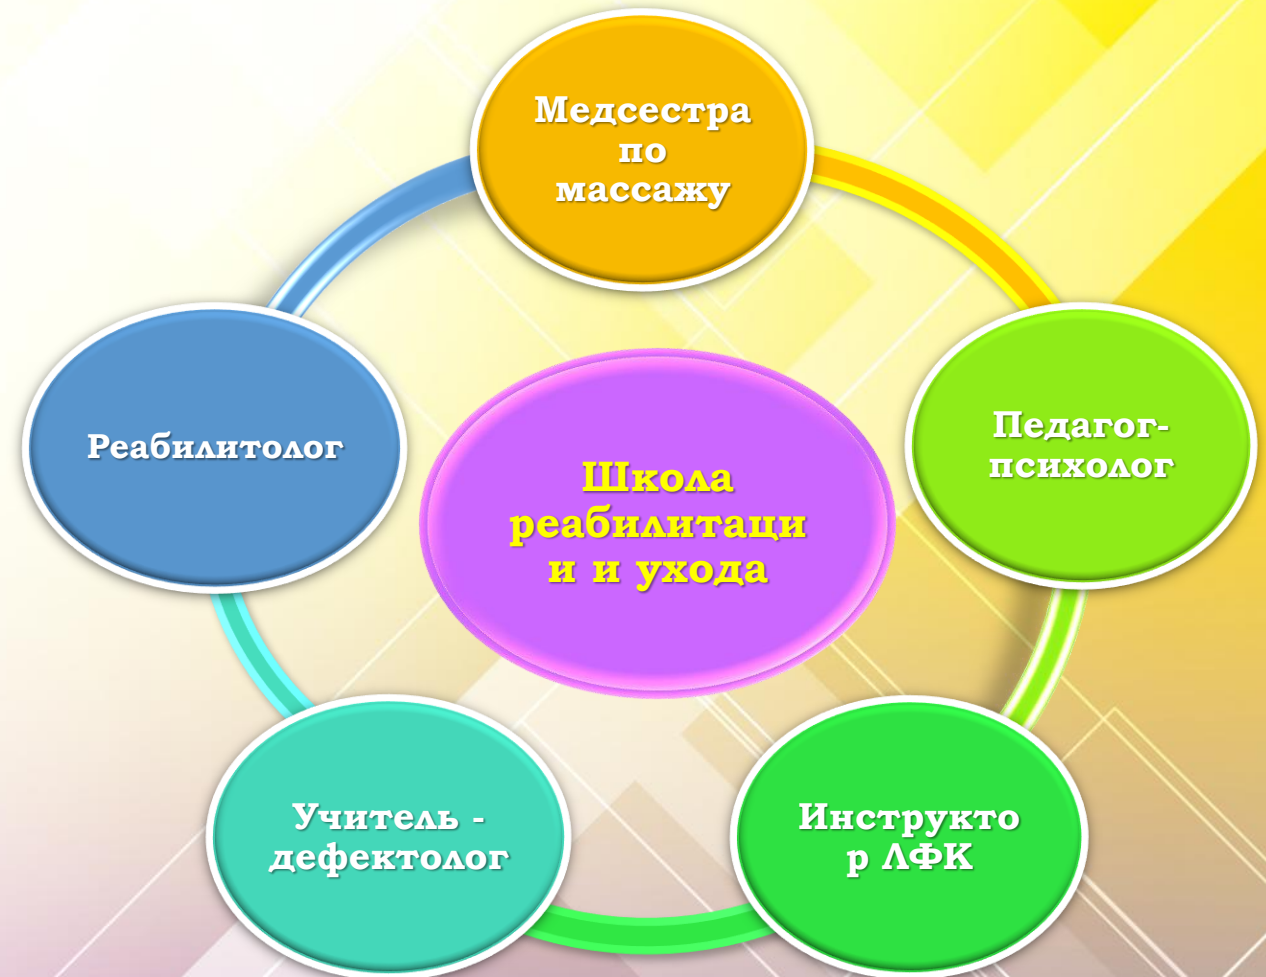 Медсестра
по
массажу
Педагог-
психолог
Инструкто
р ЛФК
Учитель -
дефектолог
Реабилитолог
Школа
реабилитаци
и и ухода